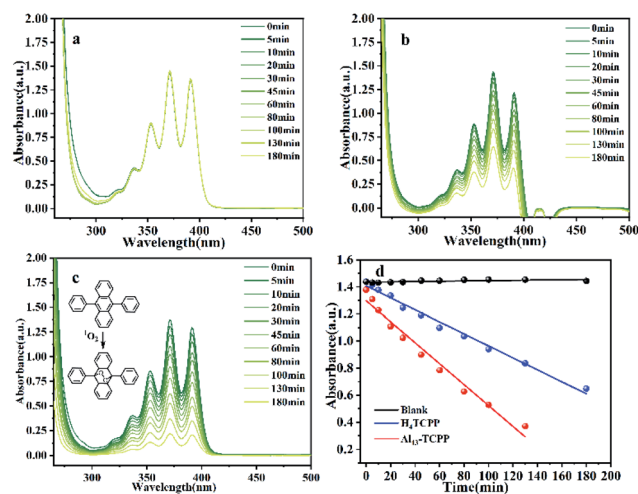 a
Absorbance(a.u.)
2.00
1.75
1.50
1.25
1.00
0.75
0.50
0.25
0.00
300
350
400
450
500
Wavelength(nm)
0min
5min
10min
20min
30min
45min
60min
80min
100min
130min
180min
b
Absorbance(a.u.)
2.00
1.75
1.50
1.25
1.00
0.75
0.50
0.25
0.00
300
350
400
450
500
Wavelength(nm)
0min
5min
10min
20min
30min
45min
60min
80min
100min
130min
180min
c
Absorbance(a.u.)
2.00
1.75
1.50
1.25
1.00
0.75
0.50
0.25
0.00
300
350
400
450
500
Wavelength(nm)
¹O₂
0min
5min
10min
20min
30min
45min
60min
80min
100min
130min
180min
d
Absorbance(a.u.)
1.6
1.4
1.2
1.0
0.8
0.6
0.4
0.2
0
20
40
60
80
100
120
140
160
180
200
Time(min)
Blank
H₄TCPP
Al₁₃-TCPP